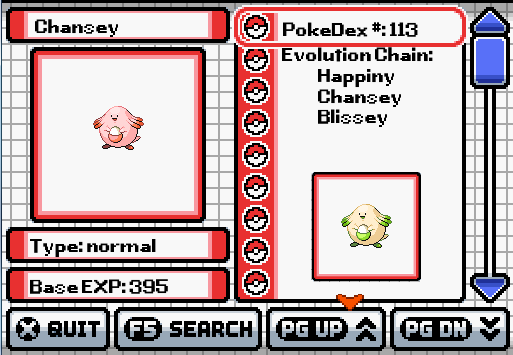 Chansey
PokeDex #: 113
Evolution Chain:
Happiny
Chansey
Blissey
Type: normal
Base EXP: 395
X QUIT
F5 SEARCH
PG UP
PG DN